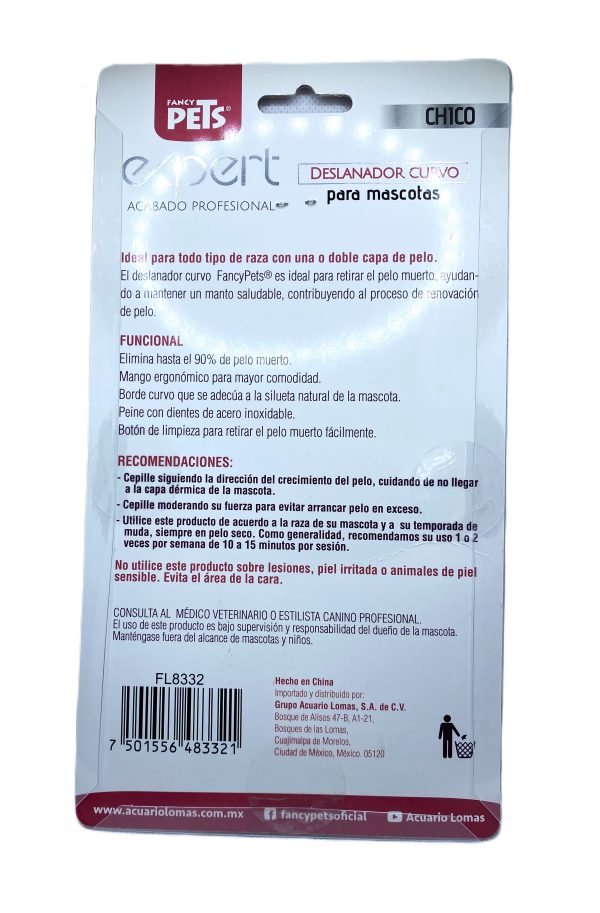 FANCY
PETS®
CH1CO
expert
DESLANADOR CURVO
ACABADO PROFESIONAL
para mascotas
Ideal para todo tipo de raza con una o doble capa de pelo.
El deslanador curvo FancyPets® es ideal para retirar el pelo muerto, ayudan-
do a mantener un manto saludable, contribuyendo al proceso de renovación
de pelo.
FUNCIONAL
Elimina hasta el 90% de pelo muerto.
Mango ergonómico para mayor comodidad.
Borde curvo que se adecúa a la silueta natural de la mascota.
Peine con dientes de acero inoxidable.
Botón de limpieza para retirar el pelo muerto fácilmente.
RECOMENDACIONES:
- Cepille siguiendo la dirección del crecimiento del pelo, cuidando de no llegar
a la capa dérmica de la mascota.
- Cepille moderando su fuerza para evitar arrancar pelo en exceso.
- Utilice este producto de acuerdo a la raza de su mascota y a su temporada de
muda, siempre en pelo seco. Como generalidad, recomendamos su uso 1 o 2
veces por semana de 10 a 15 minutos por sesión.
No utilice este producto sobre lesiones, piel irritada o animales de piel
sensible. Evita el área de la cara.
CONSULTA AL MÉDICO VETERINARIO O ESTILISTA CANINO PROFESIONAL.
El uso de este producto es bajo supervisión y responsabilidad del dueño de la mascota.
Manténgase fuera del alcance de mascotas y niños.
FL8332
7 501556 483321
Hecho en China
Importado y distribuido por:
Grupo Acuario Lomas, S.A. de C.V.
Bosque de Alisos 47-B, A1-21,
Bosques de las Lomas,
Cuajimalpa de Morelos,
Ciudad de México, México. 05120
www.acuariolomas.com.mx
fancypetsoficial
Acuario Lomas